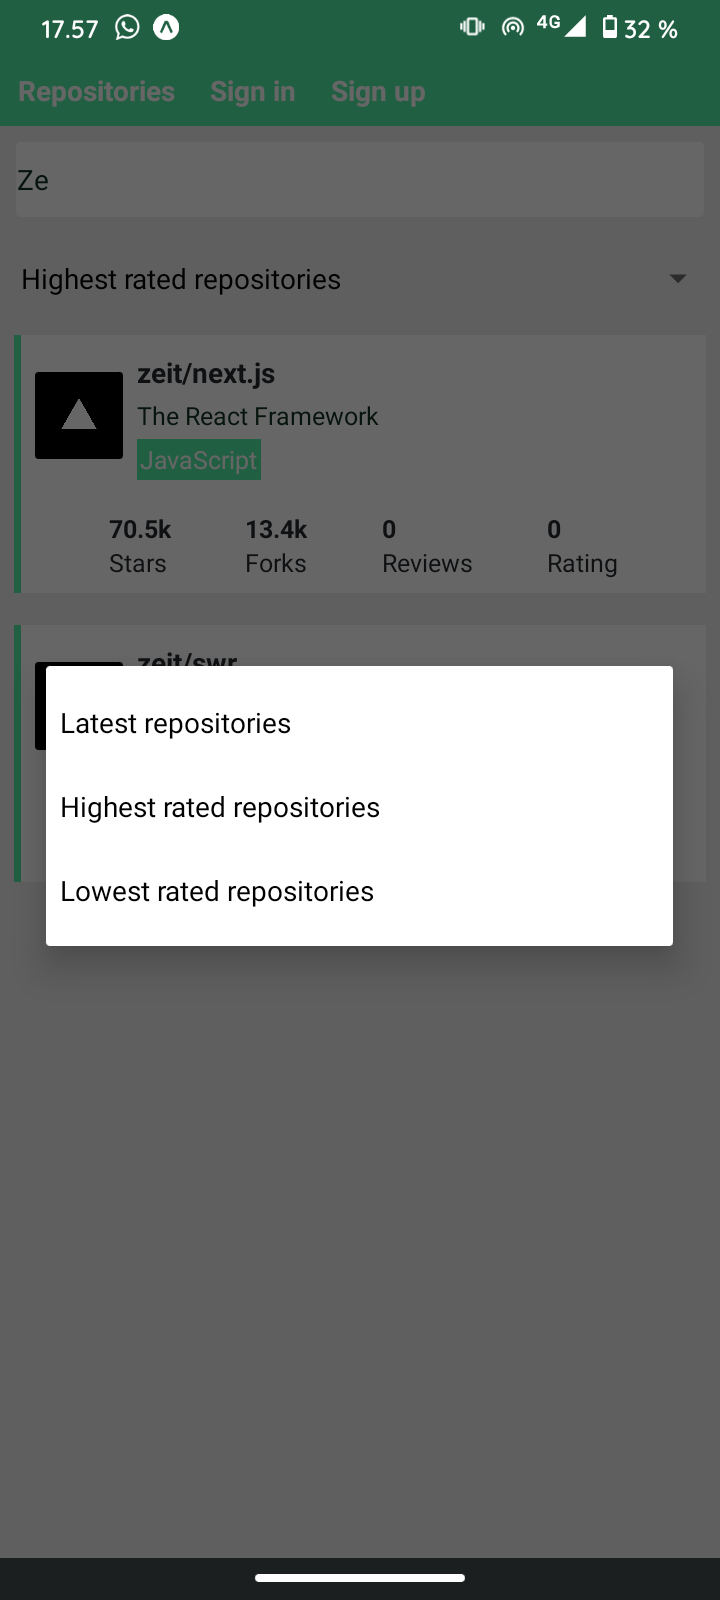 17.57 4G 32 %
Repositories Sign in Sign up
Ze
Highest rated repositories
zeit/next.js
The React Framework
JavaScript
70.5k 13.4k 0 0
Stars Forks Reviews Rating
zeit/swr
Latest repositories
Highest rated repositories
Lowest rated repositories